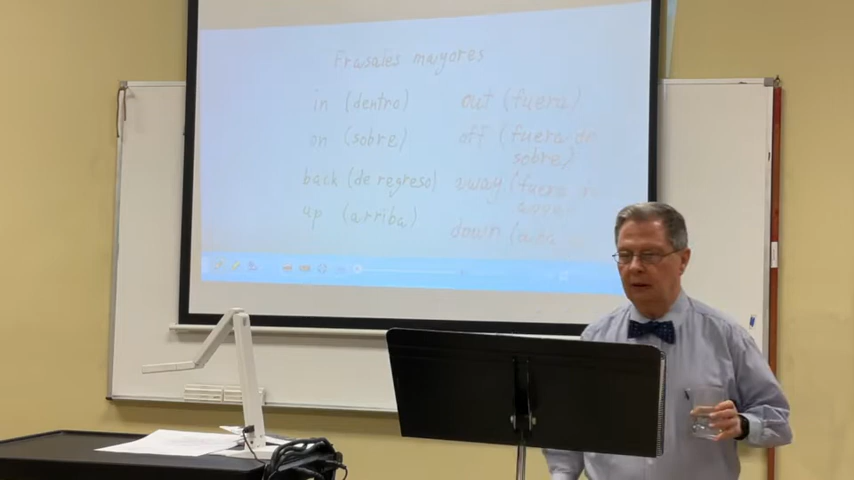 Frasales mayores
in (dentro) out (fuera)
on (sobre) off (fuera de
sobre)
back (de regreso) away (fuera
up (arriba) down